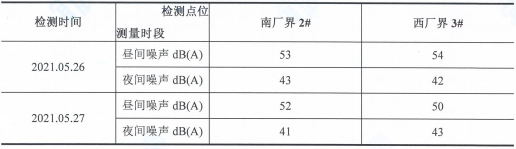 检测时间 检测点位 测量时段 南厂界 2# 西厂界 3#
2021.05.26 昼间噪声 dB(A) 53 54
夜间噪声 dB(A) 43 42
2021.05.27 昼间噪声 dB(A) 52 50
夜间噪声 dB(A) 41 43